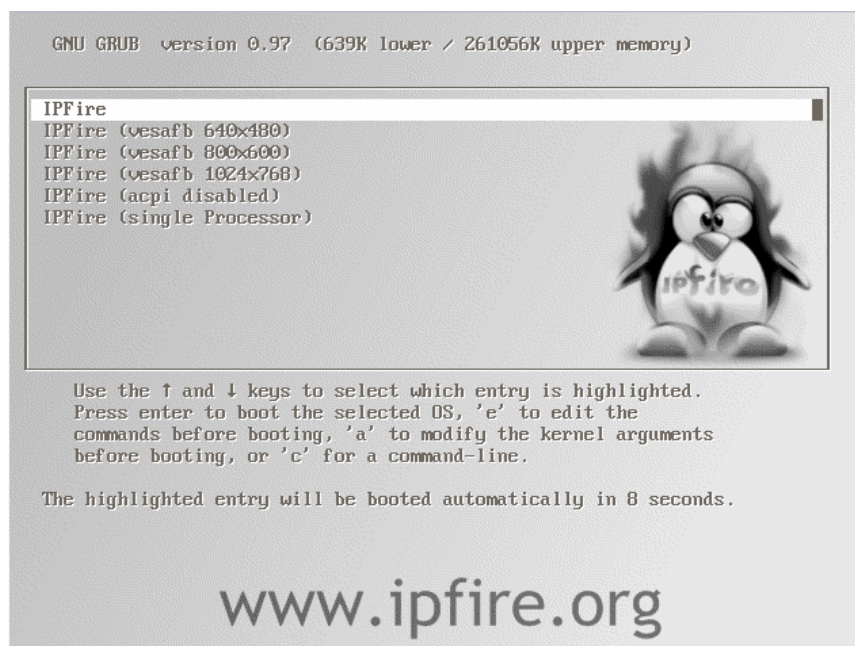 GNU GRUB version 0.97 (639K lower / 261056K upper memory)
IPFire
IPFire (vesafb 640x480)
IPFire (vesafb 800x600)
IPFire (vesafb 1024x768)
IPFire (acpi disabled)
IPFire (single Processor)
ipfire
Use the ↑ and ↓ keys to select which entry is highlighted.
Press enter to boot the selected OS, 'e' to edit the
commands before booting, 'a' to modify the kernel arguments
before booting, or 'c' for a command-line.
The highlighted entry will be booted automatically in 8 seconds.
www.ipfire.org